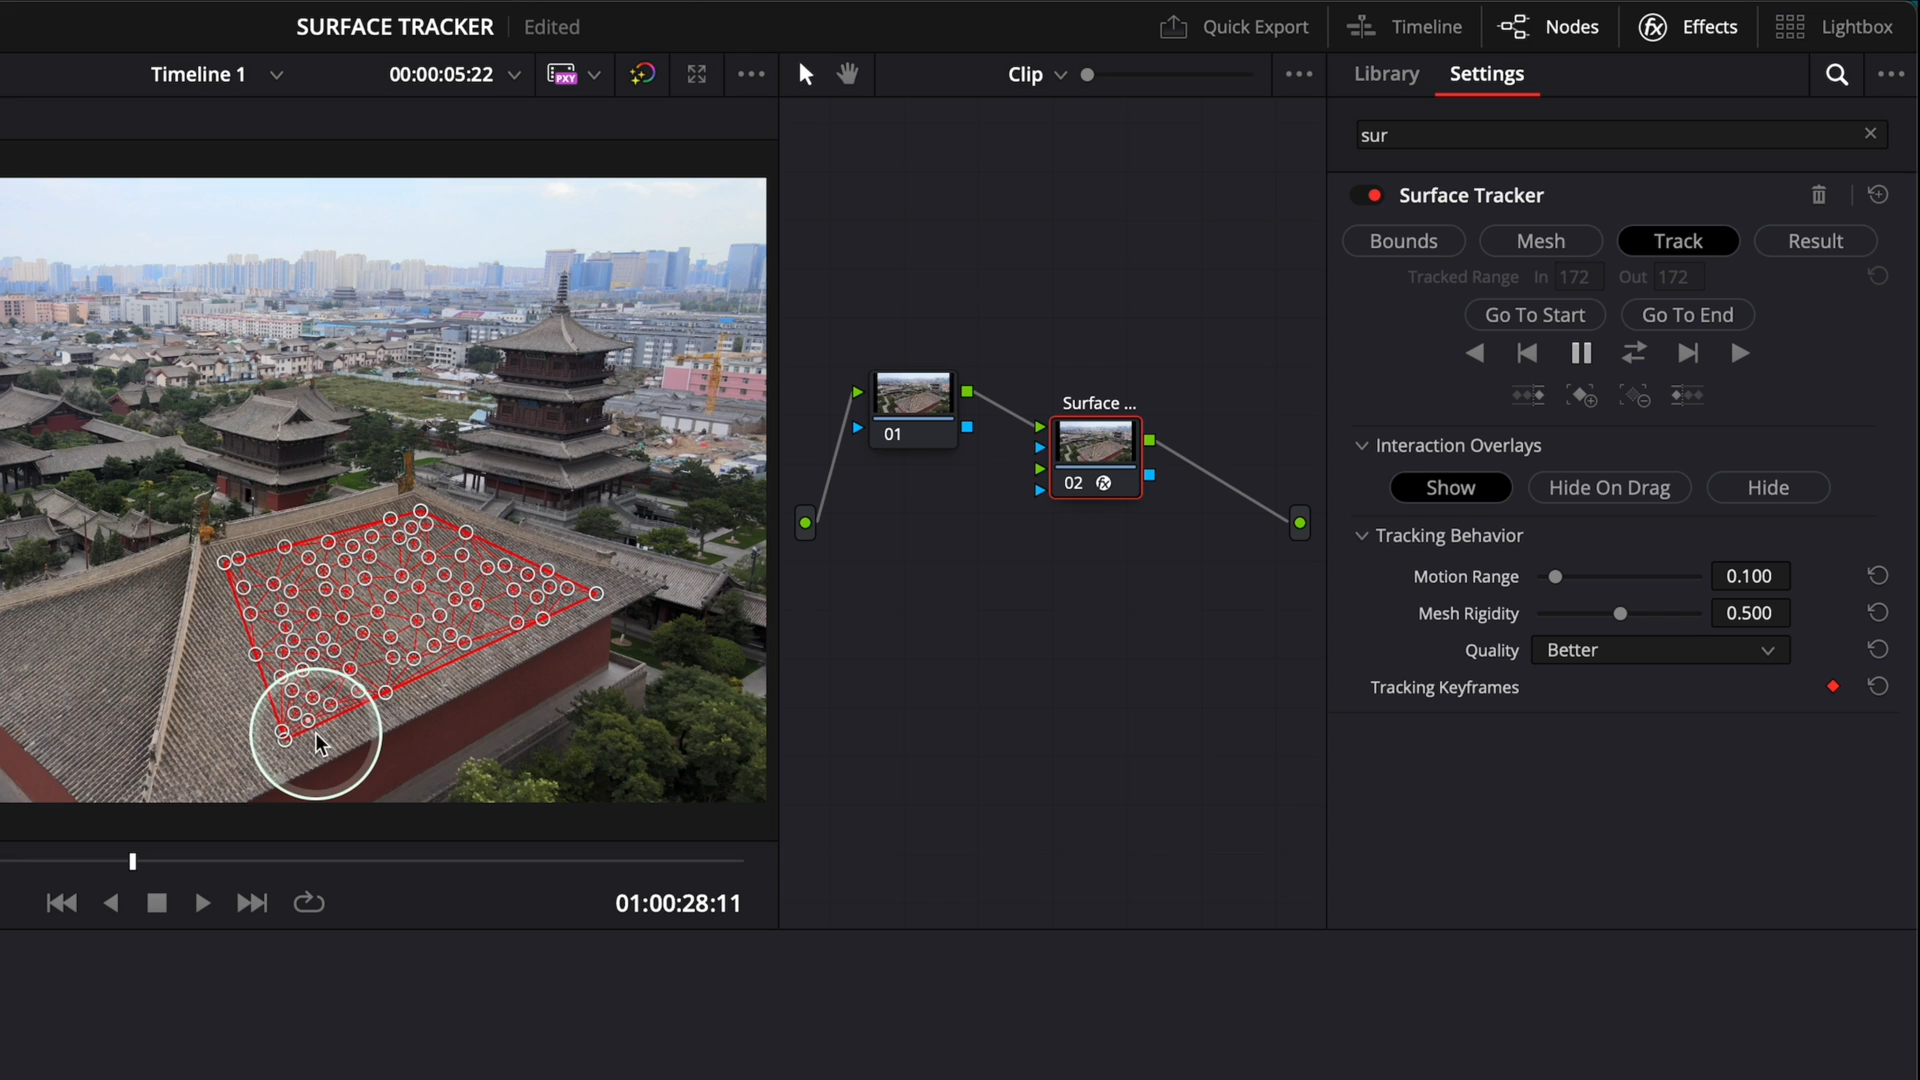 SURFACE TRACKER Edited Quick Export Timeline Nodes Effects Lightbox
Timeline 1 00:00:05:22 PXY Clip Library Settings
sur
Surface Tracker
Bounds Mesh Track Result
Tracked Range In 172 Out 172
Go To Start Go To End
Interaction Overlays
Show Hide On Drag Hide
Tracking Behavior
Motion Range 0.100
Mesh Rigidity 0.500
Quality Better
Tracking Keyframes
01
Surface ...
02
01:00:28:11